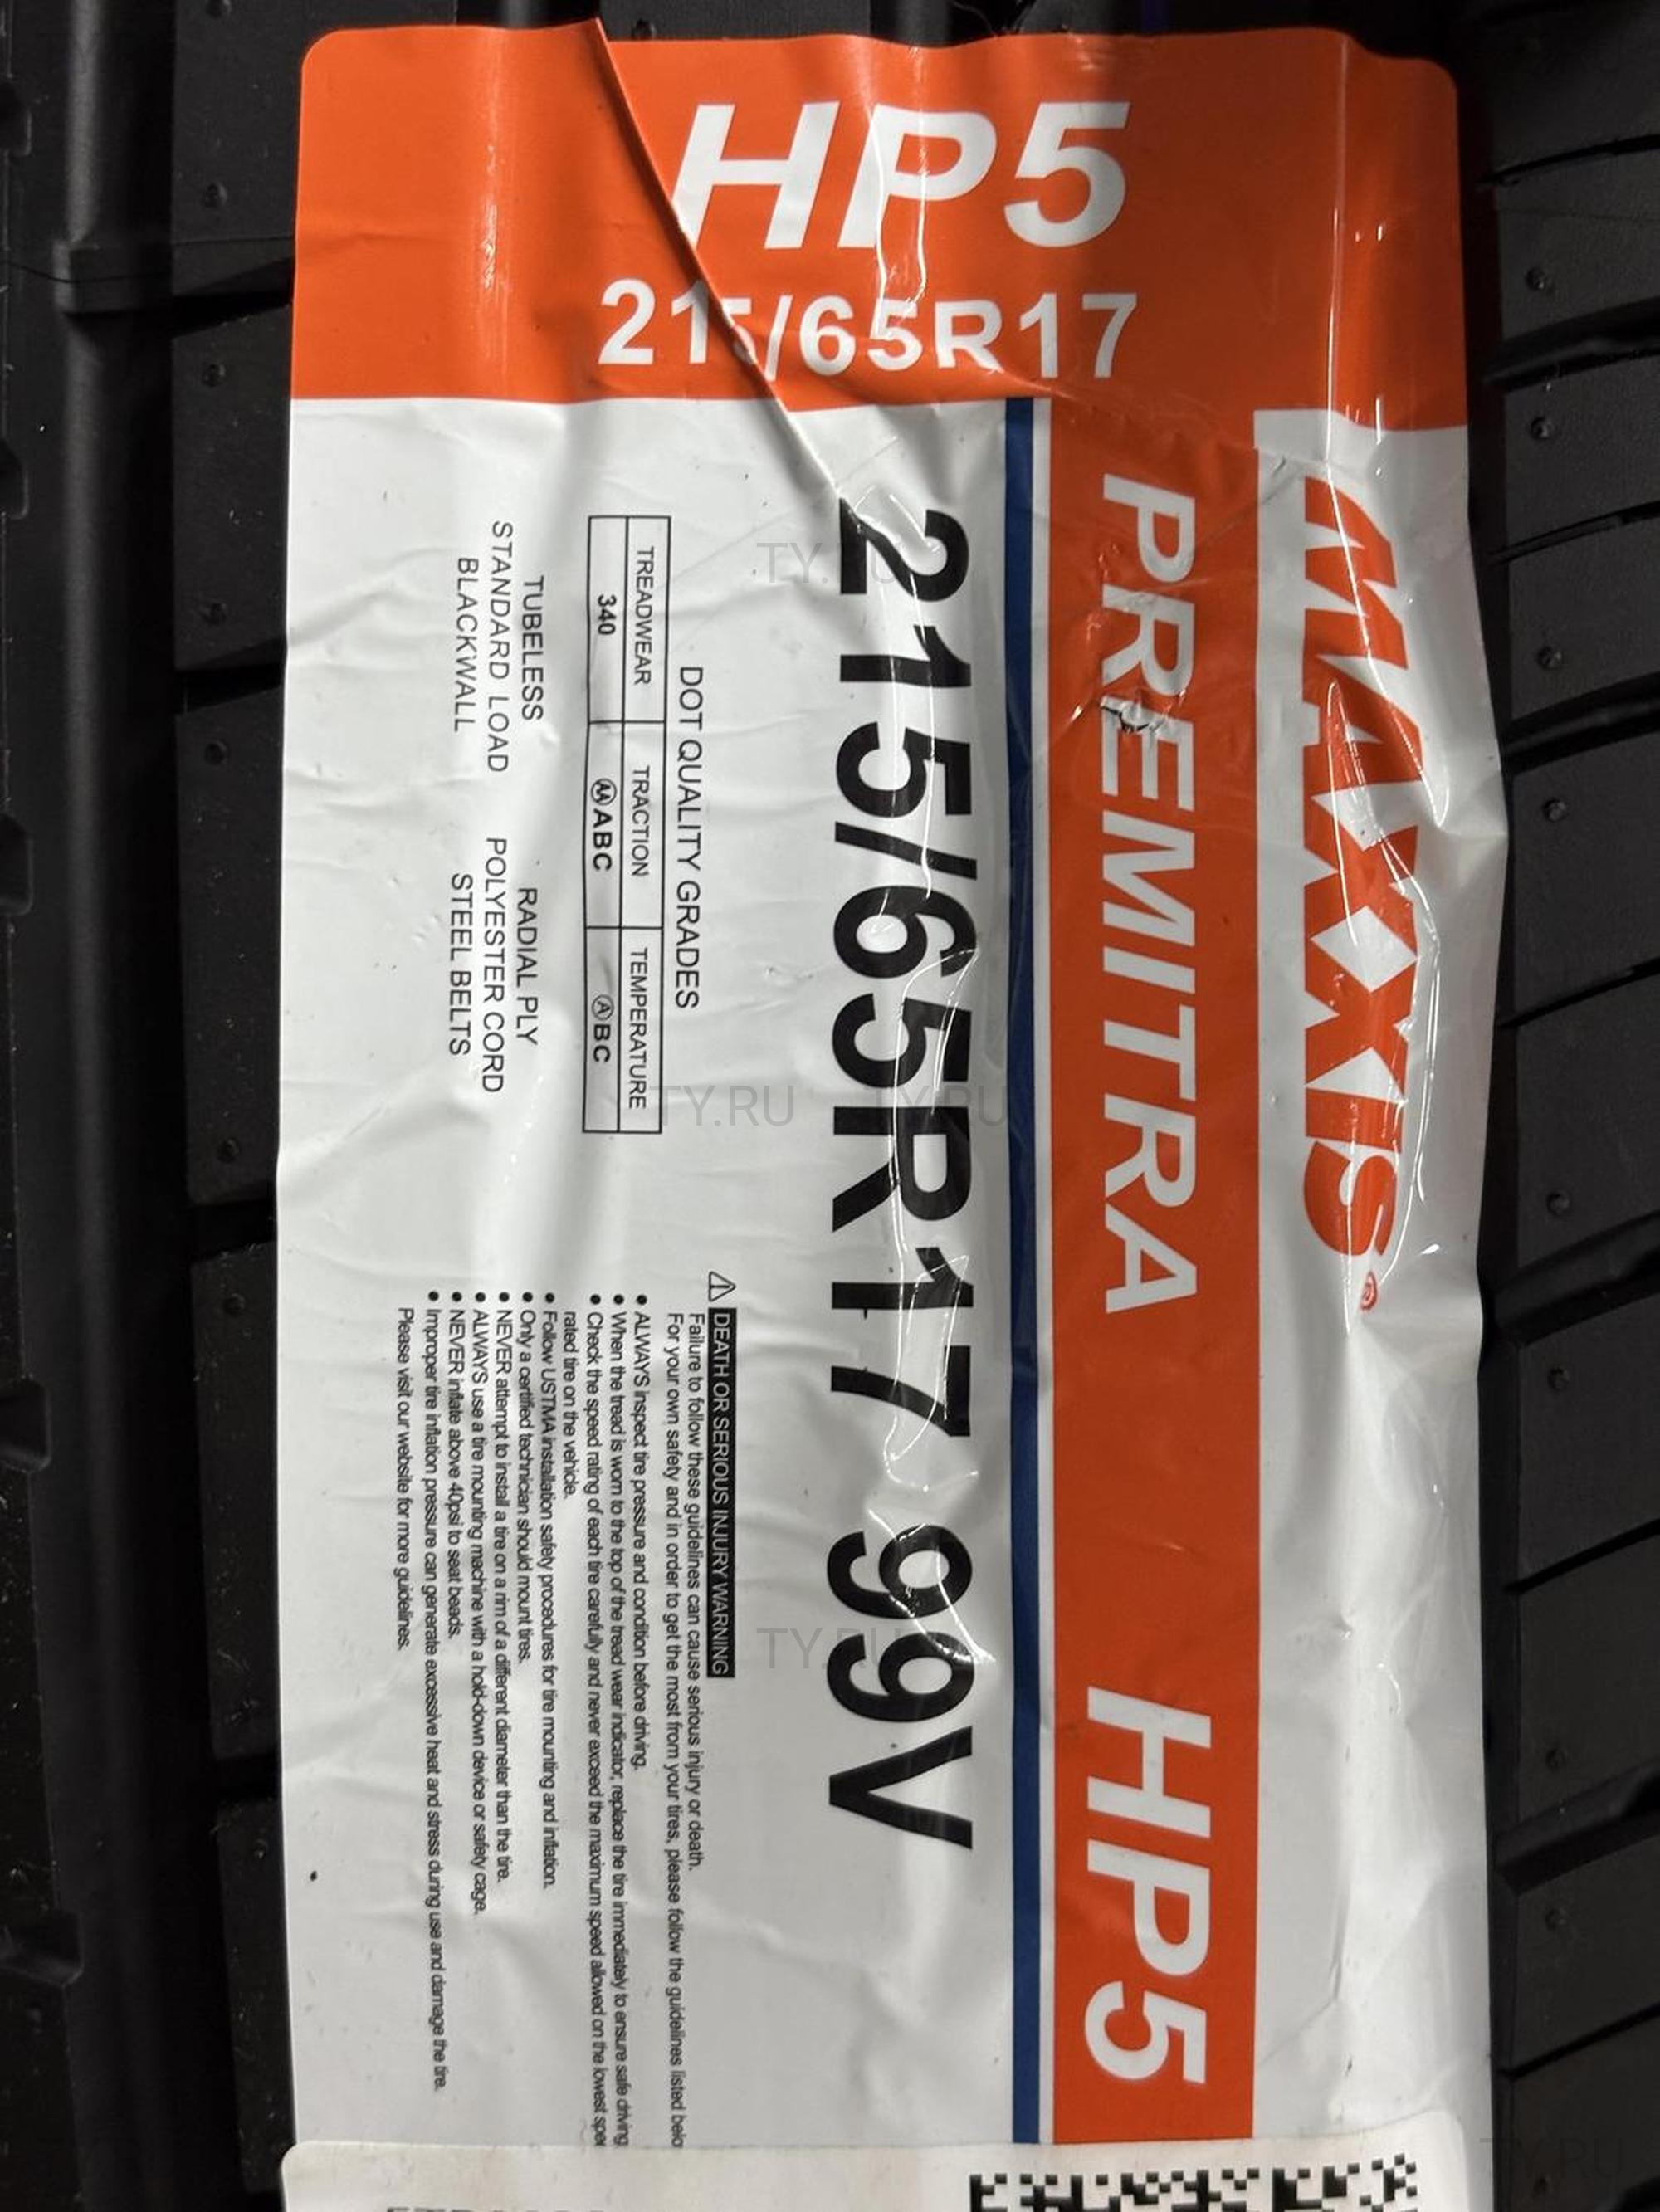 HP5
215/65R17
MAXXIS®
PREMITRA HP5
215/65R17 99V
DOT QUALITY GRADES
TREADWEAR TRACTION TEMPERATURE
340 AA ABC A BC
TUBELESS RADIAL PLY
STANDARD LOAD POLYESTER CORD
BLACKWALL STEEL BELTS
⚠ DEATH OR SERIOUS INJURY WARNING
Failure to follow these guidelines can cause serious injury or death.
For your own safety and in order to get the most from your tires, please follow the guidelines listed
• ALWAYS inspect tire pressure and condition before driving.
• When the tread is worn to the top of the tread wear indicator, replace the tire immediately to ensure safe driving
• Check the speed rating of each tire carefully and never exceed the maximum speed allowed on the lowest
rated tire on the vehicle.
• Follow USTMA installation safety procedures for tire mounting and inflation.
• Only a certified technician should mount tires.
• NEVER attempt to install a tire on a rim of a different diameter than the tire.
• ALWAYS use a tire mounting machine with a hold-down device or safety cage.
• NEVER inflate above 40psi to seat beads.
• Improper tire inflation pressure can generate excessive heat and stress during use and damage the tire.
Please visit our website for more guidelines.
TY.RU
TY.RU TY.RU
TY.RU
TY.RU